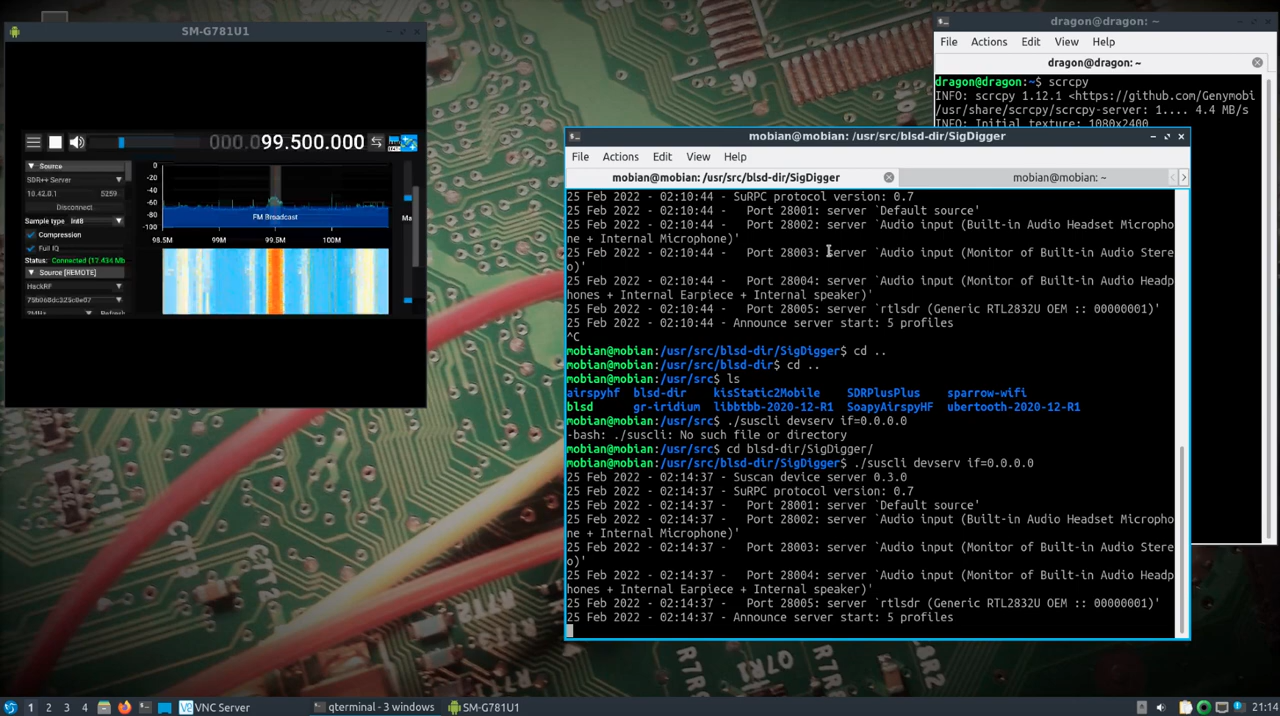 SM-G781U1
000.099.500.000
Source
SDR++ Server
10.42.0.1
5259
Disconnect
Sample type
Int8
Compression
Full IQ
Status:
Source [REMOTE]
HackRF
0
-20
-40
-60
-80
-100
FM Broadcast
98.5M
99M
99.5M
100M
Ma
dragon@dragon: ~
File Actions Edit View Help
dragon@dragon: ~
dragon@dragon:~$ scrcpy
INFO: scrcpy 1.12.1 <https://github.com/Genymobi
/usr/share/scrcpy/scrcpy-server: 1.... 4.4 MB/s
INFO: Initial texture: 1080x2400
mobian@mobian: /usr/src/blsd-dir/SigDigger
File Actions Edit View Help
mobian@mobian: /usr/src/blsd-dir/SigDigger
mobian@mobian: ~
25 Feb 2022 - 02:10:44 - SuRPC protocol version: 0.7
25 Feb 2022 - 02:10:44 -   Port 28001: server `Default source'
25 Feb 2022 - 02:10:44 -   Port 28002: server `Audio input (Built-in Audio Headset Micropho
ne + Internal Microphone)'
25 Feb 2022 - 02:10:44 -   Port 28003: server `Audio input (Monitor of Built-in Audio Stere
o)'
25 Feb 2022 - 02:10:44 -   Port 28004: server `Audio input (Monitor of Built-in Audio Headp
hones + Internal Earpiece + Internal speaker)'
25 Feb 2022 - 02:10:44 -   Port 28005: server `rtlsdr (Generic RTL2832U OEM :: 00000001)'
25 Feb 2022 - 02:10:44 - Announce server start: 5 profiles
^C
mobian@mobian:/usr/src/blsd-dir/SigDigger$ cd ..
mobian@mobian:/usr/src/blsd-dir$ cd ..
mobian@mobian:/usr/src$ ls
airspyhf blsd-dir kisStatic2Mobile SDRPlusPlus sparrow-wifi
blsd gr-iridium libbtbb-2020-12-R1 SoapyAirspyHF ubertooth-2020-12-R1
mobian@mobian:/usr/src$ ./suscli devserv if=0.0.0.0
-bash: ./suscli: No such file or directory
mobian@mobian:/usr/src$ cd blsd-dir/SigDigger/
mobian@mobian:/usr/src/blsd-dir/SigDigger$ ./suscli devserv if=0.0.0.0
25 Feb 2022 - 02:14:37 - Suscan device server 0.3.0
25 Feb 2022 - 02:14:37 - SuRPC protocol version: 0.7
25 Feb 2022 - 02:14:37 -   Port 28001: server `Default source'
25 Feb 2022 - 02:14:37 -   Port 28002: server `Audio input (Built-in Audio Headset Micropho
ne + Internal Microphone)'
25 Feb 2022 - 02:14:37 -   Port 28003: server `Audio input (Monitor of Built-in Audio Stere
o)'
25 Feb 2022 - 02:14:37 -   Port 28004: server `Audio input (Monitor of Built-in Audio Headp
hones + Internal Earpiece + Internal speaker)'
25 Feb 2022 - 02:14:37 -   Port 28005: server `rtlsdr (Generic RTL2832U OEM :: 00000001)'
25 Feb 2022 - 02:14:37 - Announce server start: 5 profiles
1 2 3 4 VNC Server qterminal - 3 windows SM-G781U1 21:14